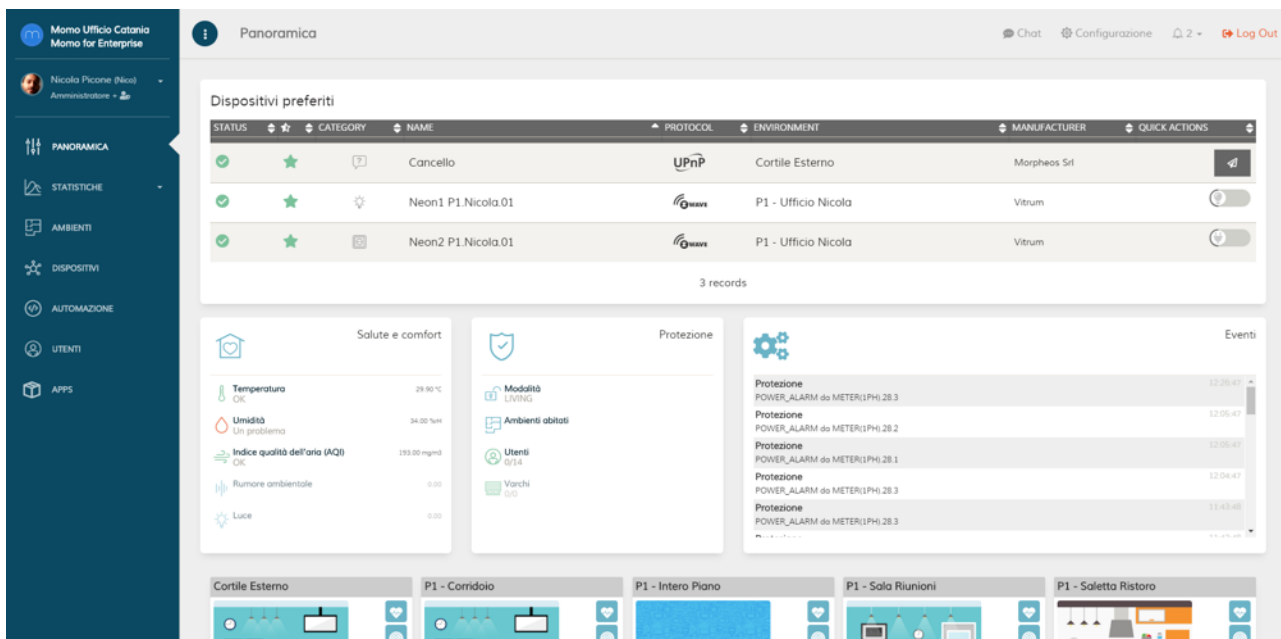 Momo Ufficio Catania
Momo for Enterprise
Panoramica
Chat
Configurazione
2
Log Out
Nicola Picone (Nico)
Amministratore
PANORAMICA
STATISTICHE
AMBIENTI
DISPOSITIVI
AUTOMAZIONE
UTENTI
APPS
Dispositivi preferiti
STATUS CATEGORY NAME PROTOCOL ENVIRONMENT MANUFACTURER QUICK ACTIONS
Cancello UPnP Cortile Esterno Morpheos Srl
Neon1 P1.Nicola.01 Z WAVE P1 - Ufficio Nicola Vitrum
Neon2 P1.Nicola.01 Z WAVE P1 - Ufficio Nicola Vitrum
3 records
Salute e comfort
Temperatura 29.90 °C
OK
Umidità 34.00 %rH
Un problema
Indice qualità dell'aria (AQI) 193.00 mgm3
OK
Rumore ambientale 0.00
Luce 0.00
Protezione
Modalità
LIVING
Ambienti abitati
Utenti
0/14
Varchi
0/0
Eventi
Protezione 12:26:47
POWER_ALARM da METER(1PH).28.3
Protezione 12:05:47
POWER_ALARM da METER(1PH).28.2
Protezione 12:05:47
POWER_ALARM da METER(1PH).28.1
Protezione 12:04:47
POWER_ALARM da METER(1PH).28.3
Protezione 11:43:48
POWER_ALARM da METER(1PH).28.3
Cortile Esterno
P1 - Corridoio
P1 - Intero Piano
P1 - Sala Riunioni
P1 - Saletta Ristoro